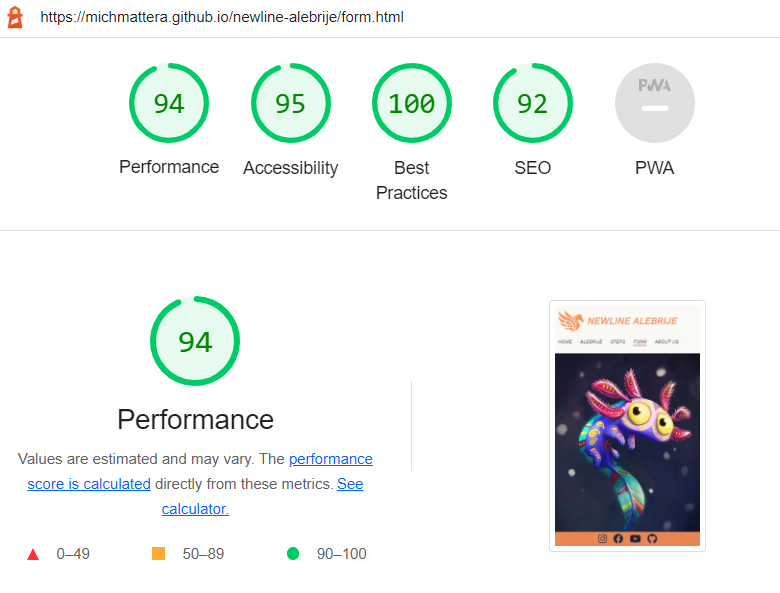 https://michmattera.github.io/newline-alebrije/form.html
94
95
100
92
PWA
Performance
Accessibility
Best
Practices
SEO
PWA
94
Performance
Values are estimated and may vary. The performance
score is calculated directly from these metrics. See
calculator.
0–49
50–89
90–100
NEWLINE ALEBRIJE
HOME ALEBRIJE STEPS FORM ABOUT US